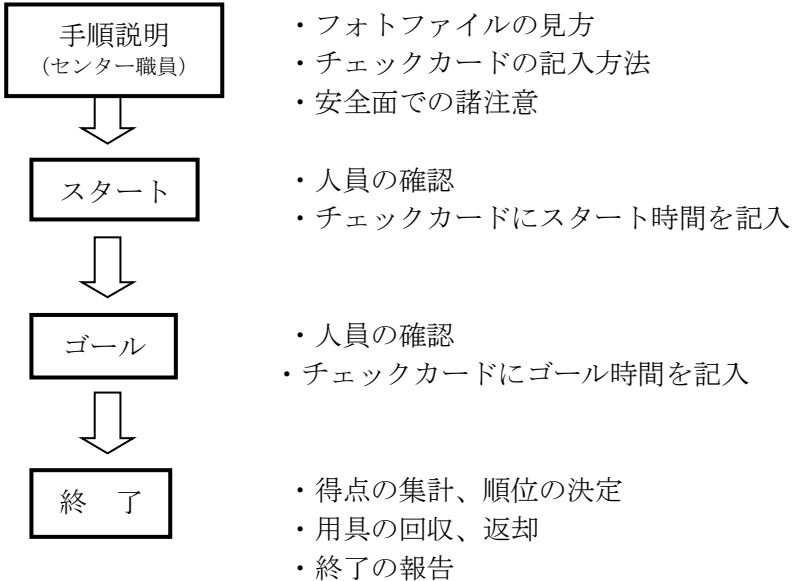 手順説明
（センター職員）
・フォトファイルの見方
・チェックカードの記入方法
・安全面での諸注意
スタート
・人員の確認
・チェックカードにスタート時間を記入
ゴール
・人員の確認
・チェックカードにゴール時間を記入
終　了
・得点の集計、順位の決定
・用具の回収、返却
・終了の報告